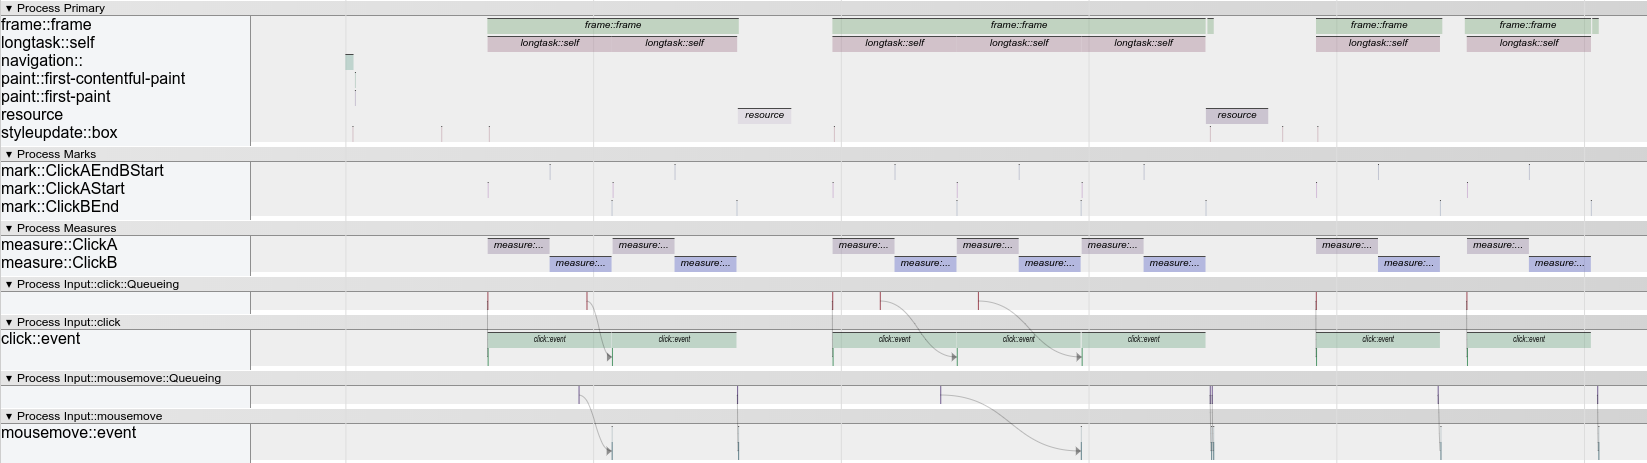 ▼ Process Primary
frame::frame frame::frame frame::frame frame::frame frame::frame
longtask::self longtask::self longtask::self longtask::self longtask::self longtask::self longtask::self longtask::self
navigation::
paint::first-contentful-paint
paint::first-paint
resource resource resource
styleupdate::box
▼ Process Marks
mark::ClickAEndBStart
mark::ClickAStart
mark::ClickBEnd
▼ Process Measures
measure::ClickA measure:... measure:... measure:... measure:... measure:... measure:... measure:...
measure::ClickB measure:... measure:... measure:... measure:... measure:... measure:... measure:...
▼ Process Input::click::Queueing
▼ Process Input::click
click::event click::event click::event click::event click::event click::event click::event click::event
▼ Process Input::mousemove::Queueing
▼ Process Input::mousemove
mousemove::event